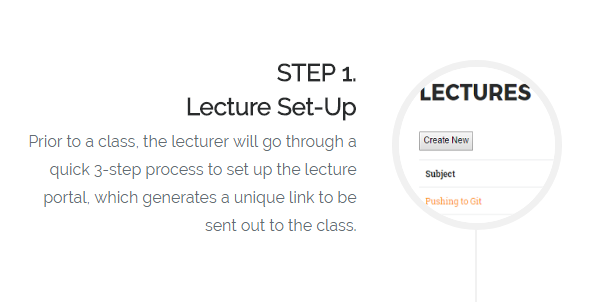 STEP 1.
Lecture Set-Up
Prior to a class, the lecturer will go through a
quick 3-step process to set up the lecture
portal, which generates a unique link to be
sent out to the class.
LECTURES
Create New
Subject
Pushing to Git